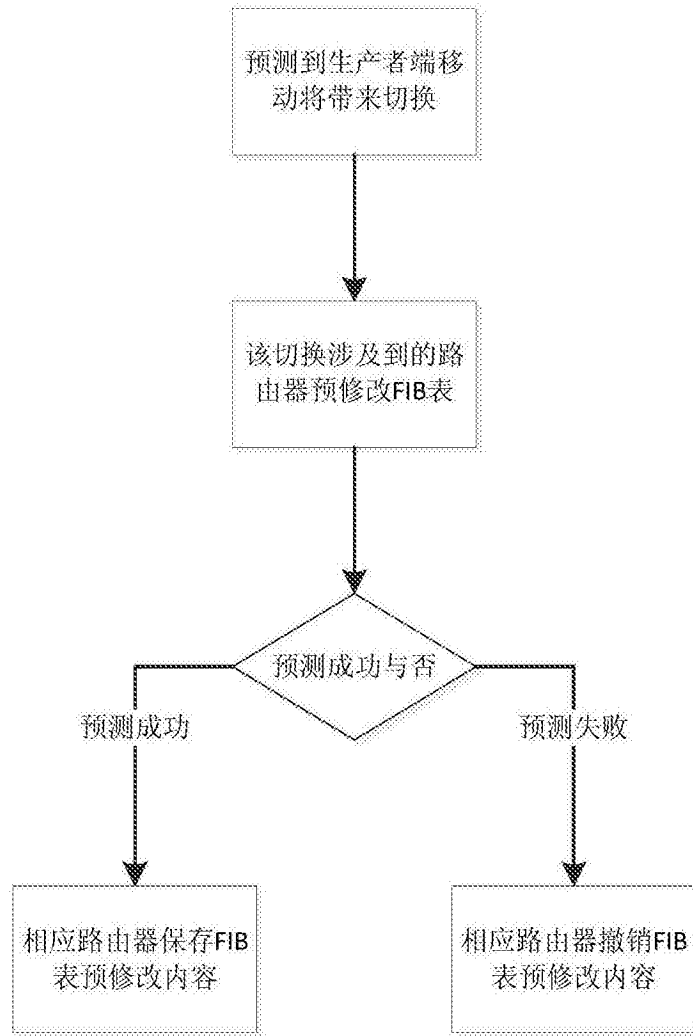 预测到生产者端移
动将带来切换
该切换涉及到的路
由器预修改FIB表
预测成功与否
预测成功
预测失败
相应路由器保存FIB
表预修改内容
相应路由器撤销FIB
表预修改内容